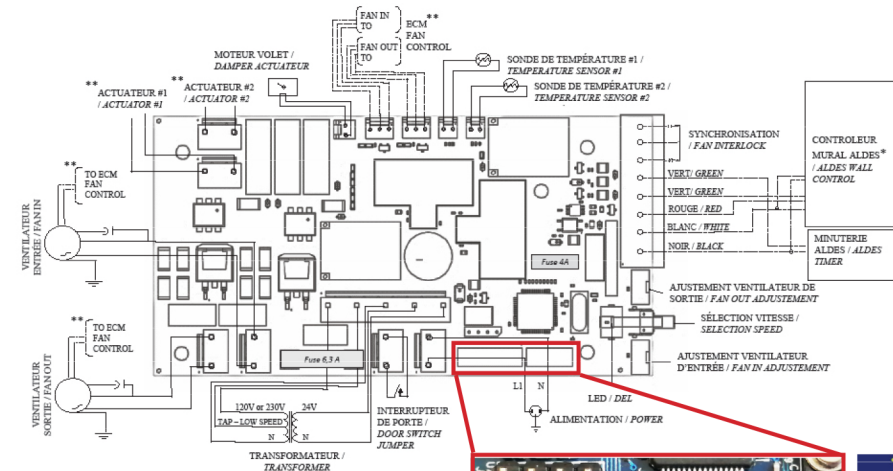 FAN IN
TO
ECM **
FAN
CONTROL
FAN OUT
TO
MOTEUR VOLET /
DAMPER ACTUATEUR
SONDE DE TEMPÉRATURE #1 /
TEMPERATURE SENSOR #1
SONDE DE TEMPÉRATURE #2 /
TEMPERATURE SENSOR #2
** ACTUATEUR #1
/ ACTUATOR #1
** ACTUATEUR #2
/ ACTUATOR #2
SYNCHRONISATION
/ FAN INTERLOCK
CONTROLEUR
MURAL ALDES*
/ ALDES WALL
CONTROL
VERT/ GREEN
VERT/ GREEN
ROUGE / RED
BLANC / WHITE
NOIR / BLACK
MINUTERIE
ALDES / ALDES
TIMER
**
TO ECM
FAN
CONTROL
VENTILATEUR
ENTRÉE / FAN IN
Fuse 4A
AJUSTEMENT VENTILATEUR DE
SORTIE / FAN OUT ADJUSTEMENT
SÉLECTION VITESSE /
SELECTION SPEED
AJUSTEMENT VENTILATEUR
D'ENTRÉE / FAN IN ADJUSTEMENT
**
TO ECM
FAN
CONTROL
VENTILATEUR
SORTIE / FAN OUT
Fuse 6,3 A
L1 N
LED / DEL
120V or 230V 24V
TAP – LOW SPEED
N N
INTERRUPTEUR
DE PORTE /
DOOR SWITCH
JUMPER
ALIMENTATION / POWER
TRANSFORMATEUR /
TRANSFORMER